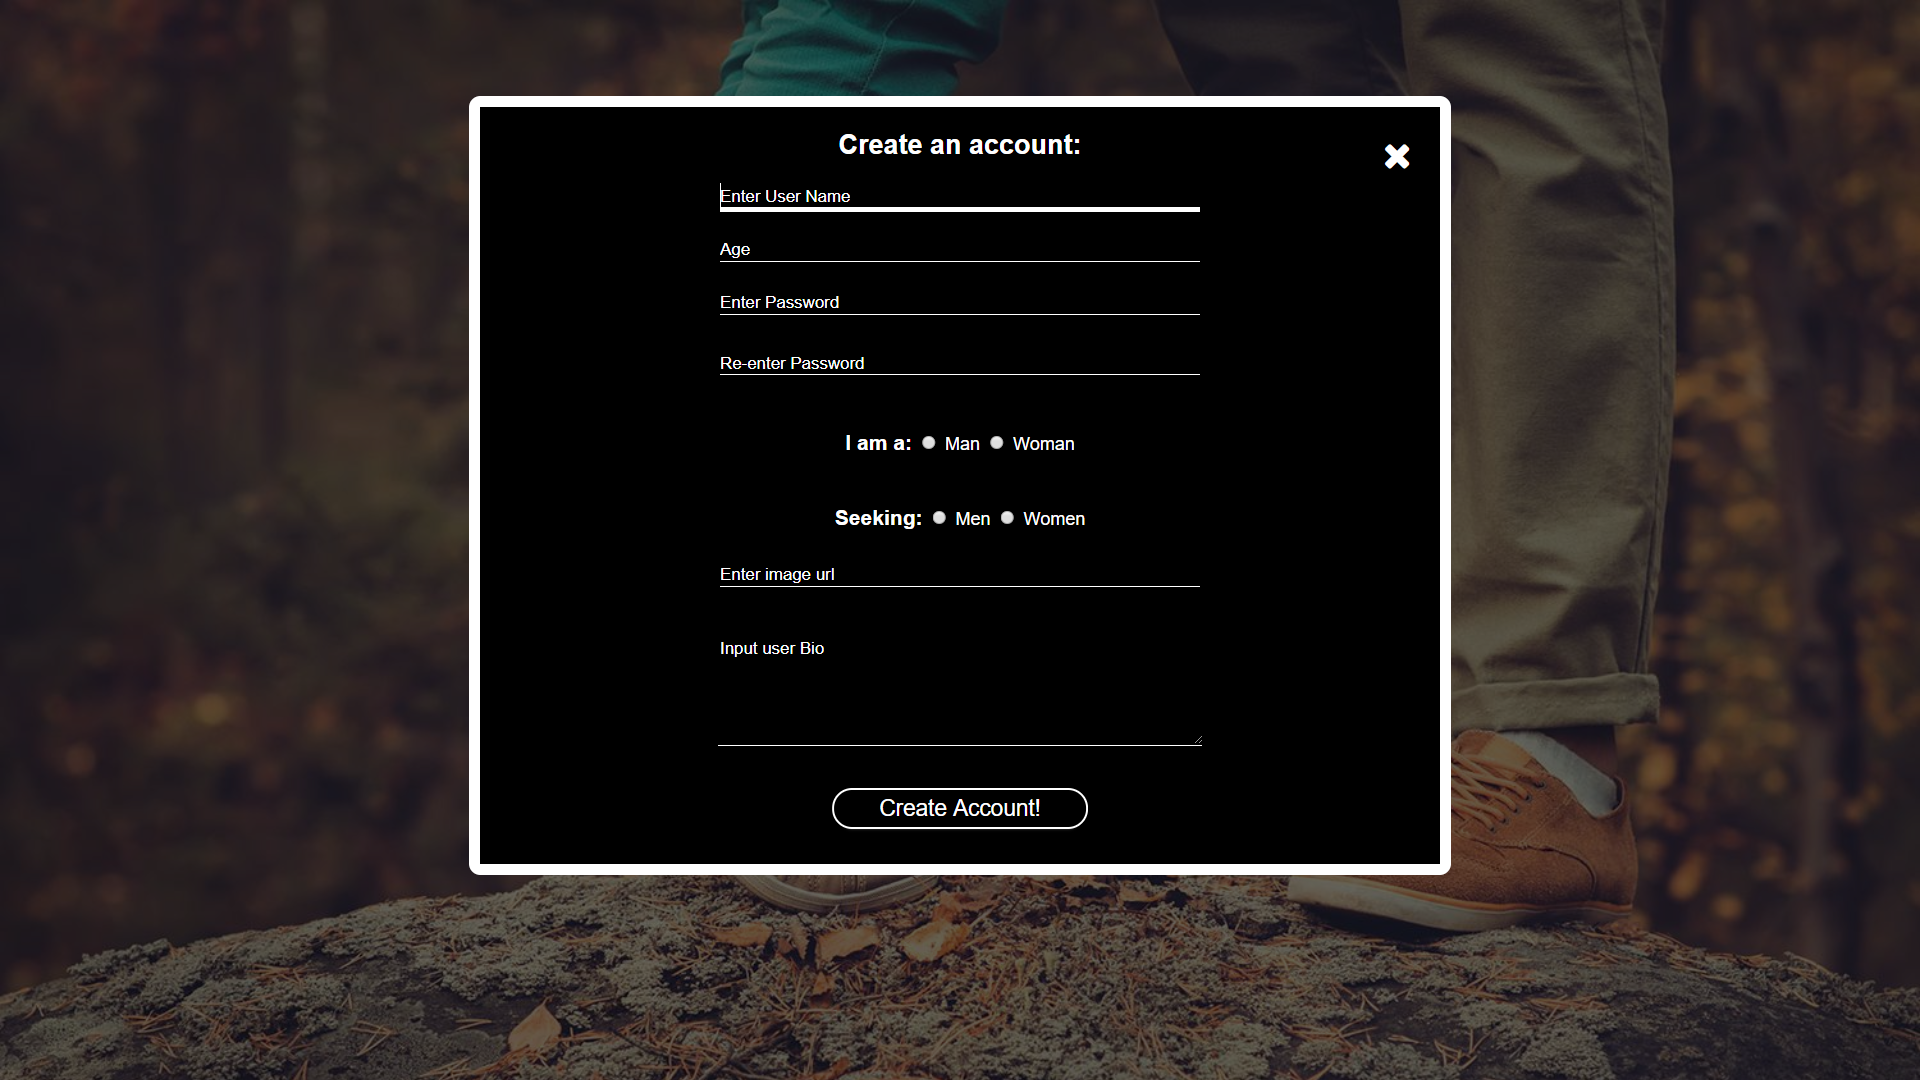 Create an account:
Enter User Name
Age
Enter Password
Re-enter Password
I am a: Man Woman
Seeking: Men Women
Enter image url
Input user Bio
Create Account!